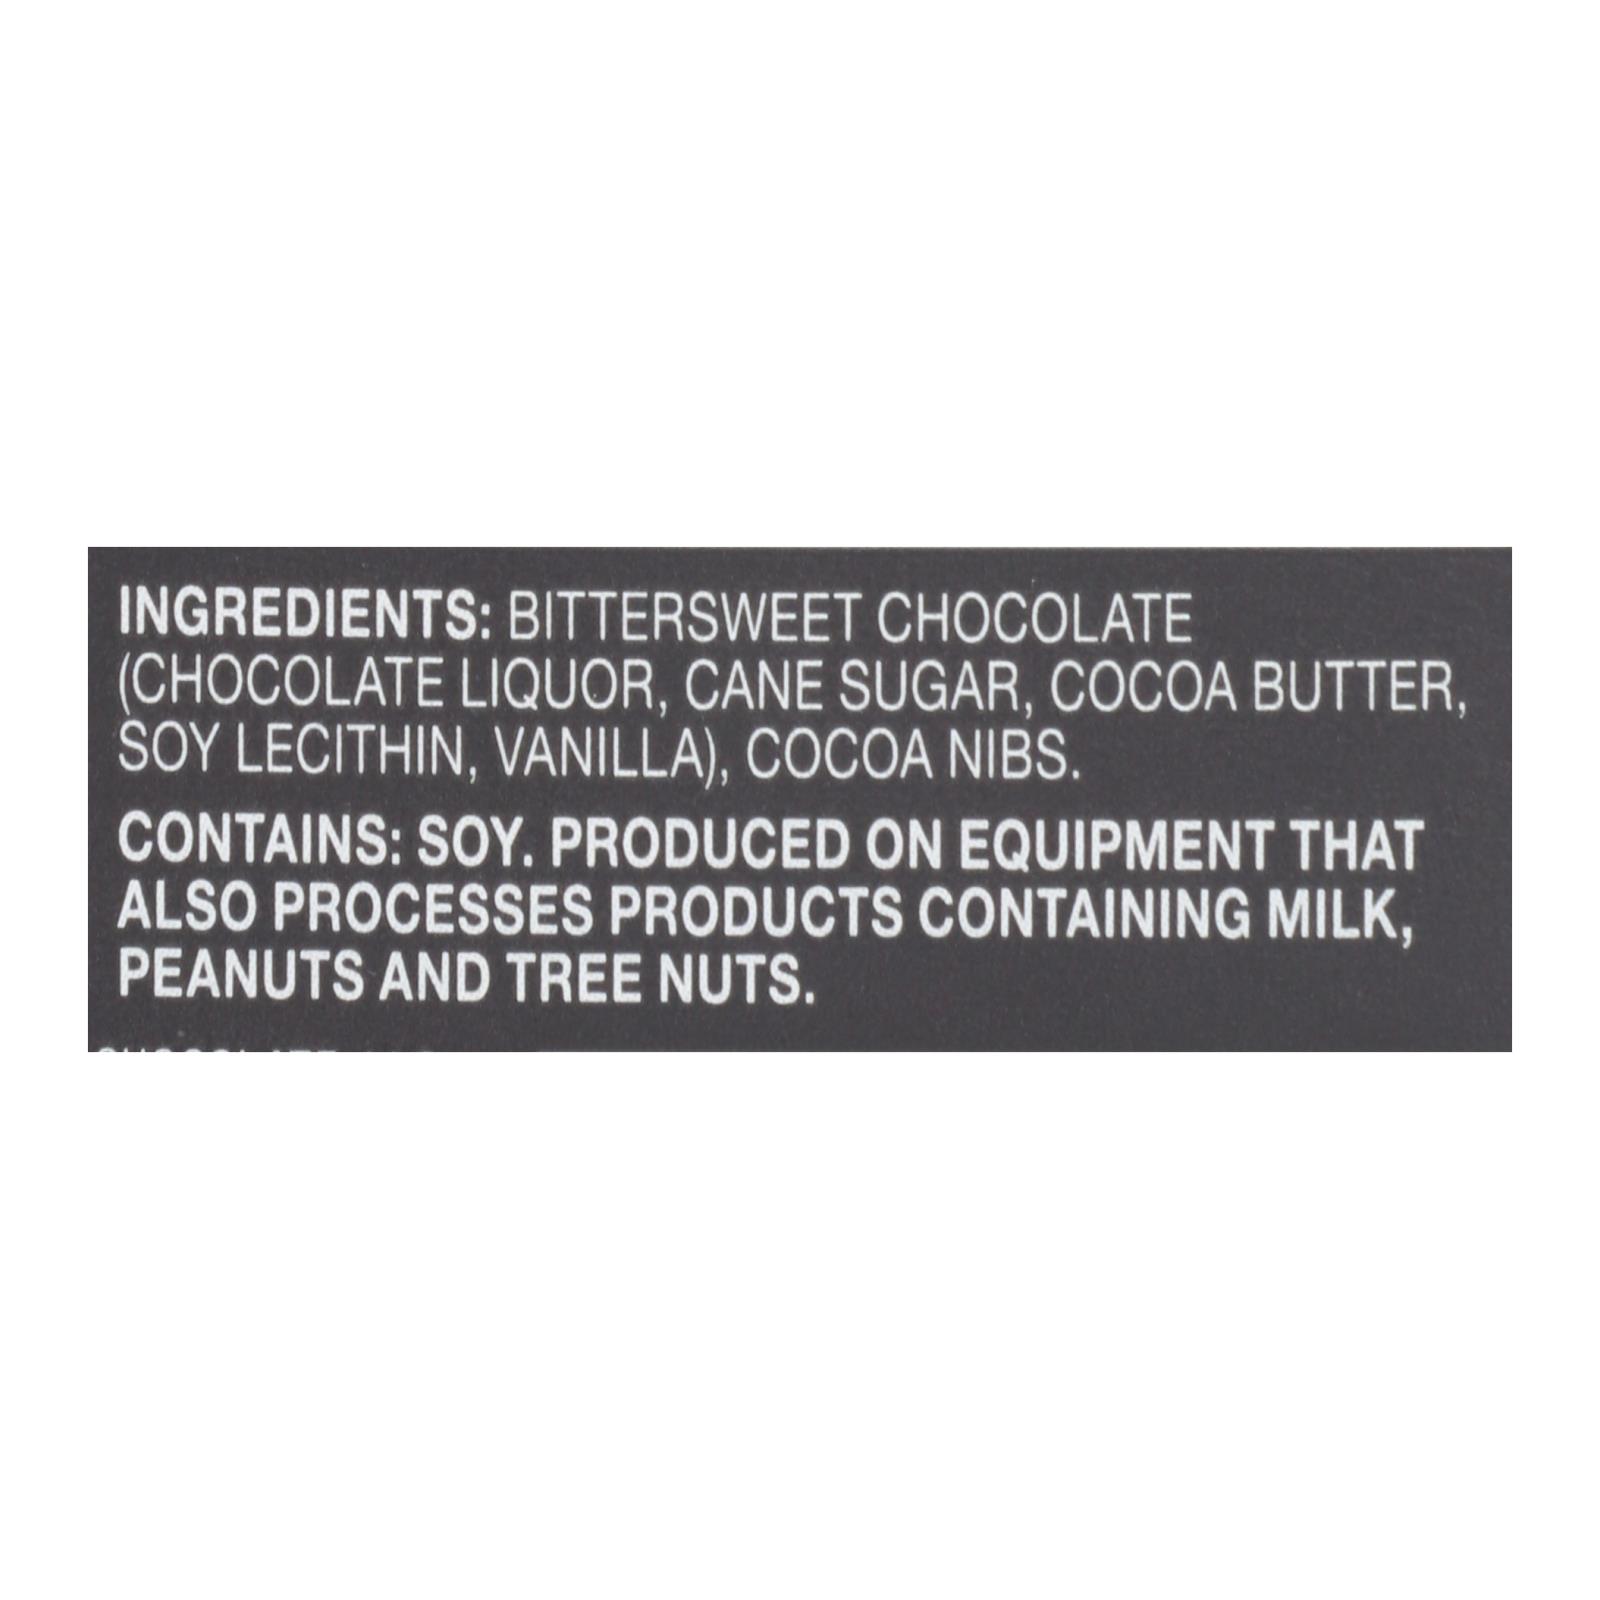 INGREDIENTS: BITTERSWEET CHOCOLATE
(CHOCOLATE LIQUOR, CANE SUGAR, COCOA BUTTER,
SOY LECITHIN, VANILLA), COCOA NIBS.
CONTAINS: SOY. PRODUCED ON EQUIPMENT THAT
ALSO PROCESSES PRODUCTS CONTAINING MILK,
PEANUTS AND TREE NUTS.